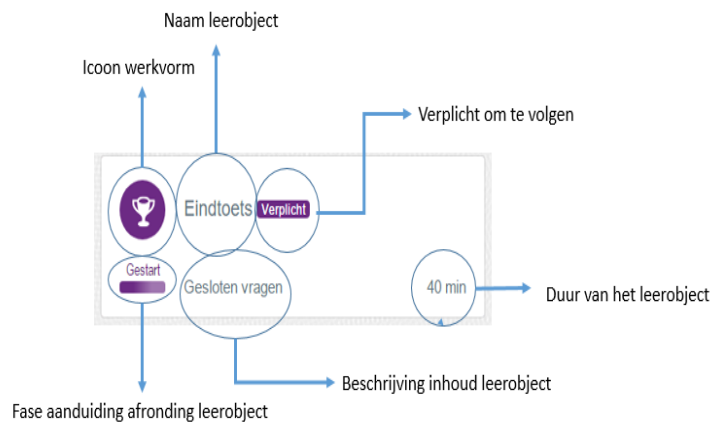 Naam leerobject
Icoon werkvorm
Verplicht om te volgen
Eindtoets
Verplicht
Gestart
Gesloten vragen
40 min
Duur van het leerobject
Beschrijving inhoud leerobject
Fase aanduiding afronding leerobject